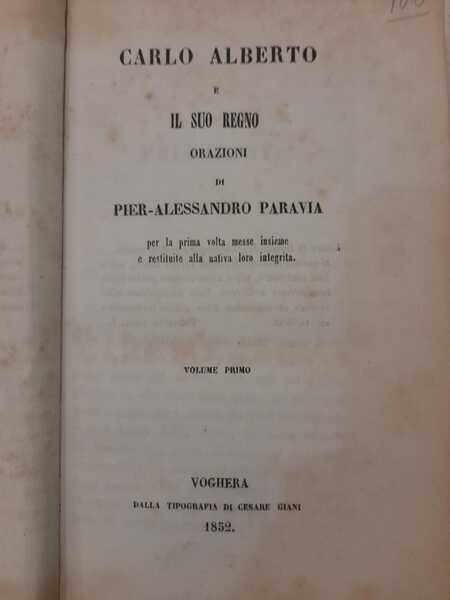 CARLO ALBERTO
E
IL SUO REGNO
ORAZIONI
DI
PIER-ALESSANDRO PARAVIA
per la prima volta messe insieme
e restituite alla nativa loro integrita.
VOLUME PRIMO
VOGHERA
DALLA TIPOGRAFIA DI CESARE GIANI
1852.